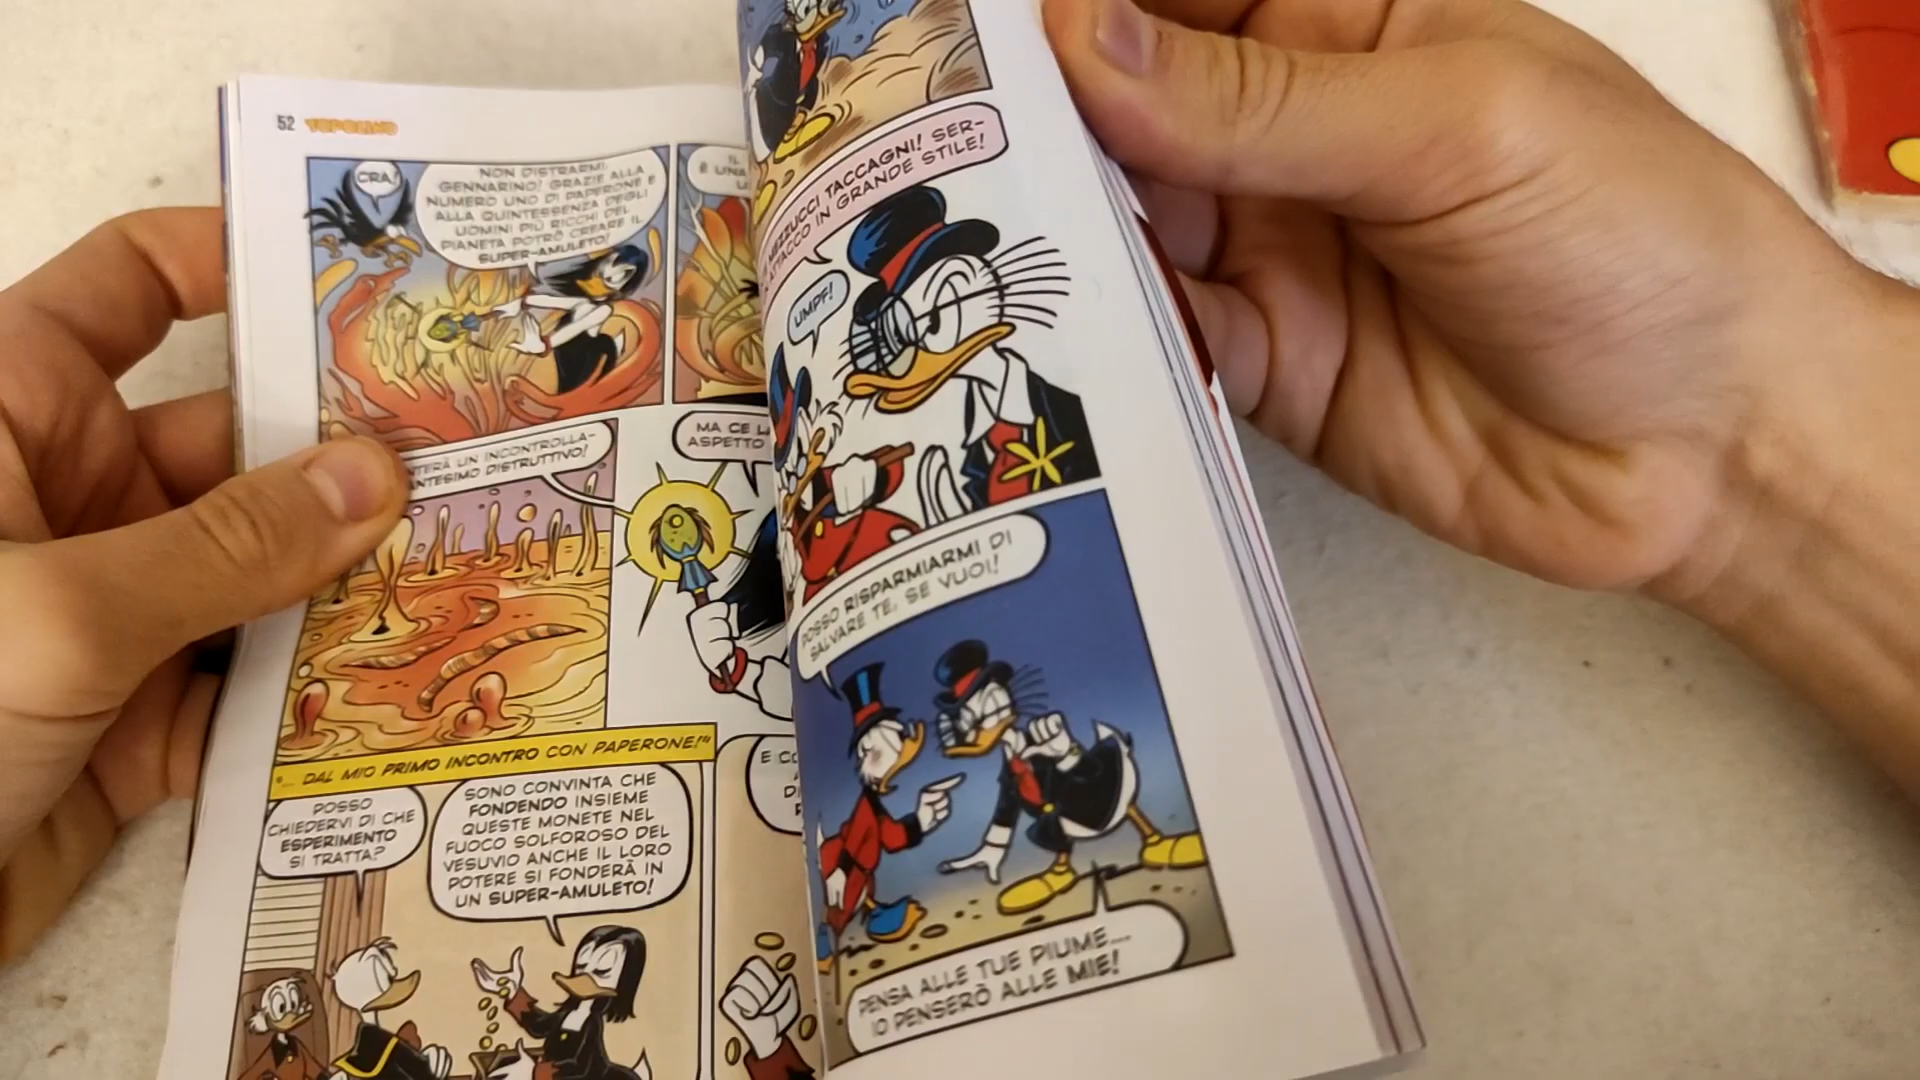 52 TOPOLINO
CRA!
NON DISTRARMI,
GENNARINO! GRAZIE ALLA
NUMERO UNO DI PAPERONE E
ALLA QUINTESSENZA DEGLI
UOMINI PIÙ RICCHI DEL
PIANETA POTRÒ CREARE IL
SUPER-AMULETO!
IL
È UNA
INCONTROLLA-
DISTRUTTIVO!
UN
MA CE
ASPETTO
"... DAL MIO PRIMO INCONTRO CON PAPERONE!"
POSSO
CHIEDERVI DI CHE
ESPERIMENTO
SI TRATTA?
SONO CONVINTA CHE
FONDENDO INSIEME
QUESTE MONETE NEL
FUOCO SOLFOROSO DEL
VESUVIO ANCHE IL LORO
POTERE SI FONDERÀ IN
UN SUPER-AMULETO!
E CO
TACCAGNI! SER-
ATTACCO IN GRANDE STILE!
UMPF!
POSSO RISPARMIARMI DI
SALVARE TE, SE VUOI!
PENSA ALLE TUE PIUME...
IO PENSERÒ ALLE MIE!